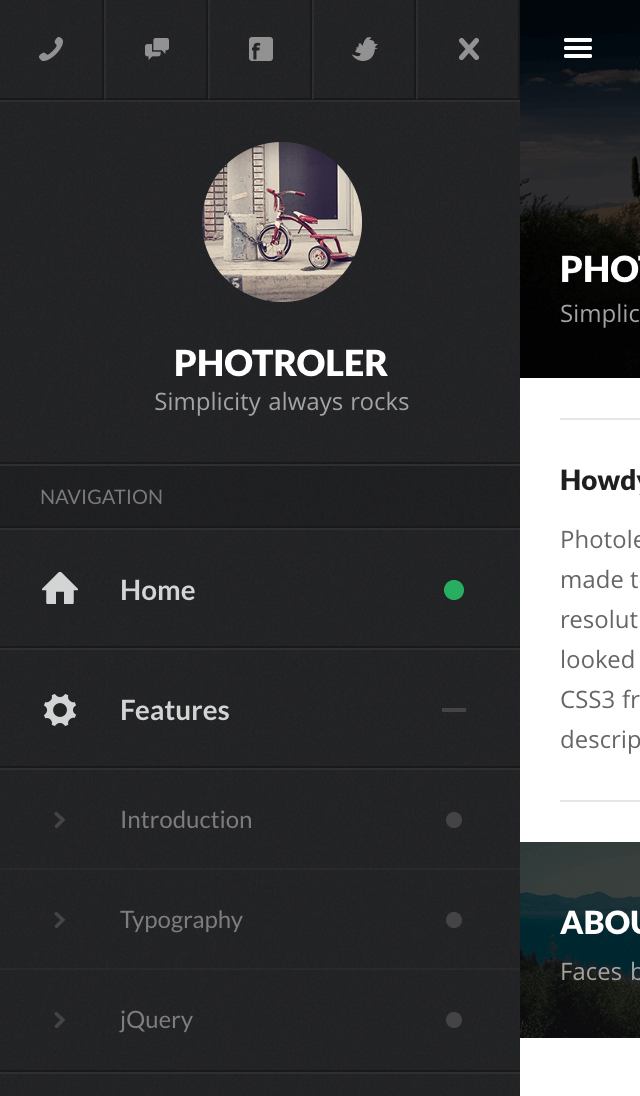 PHOTROLER
Simplicity always rocks
NAVIGATION
Home
Features
Introduction
Typography
jQuery
PHO
Simplic
Howdy
Photole
made t
resolut
looked
CSS3 fr
descrip
ABOU
Faces b